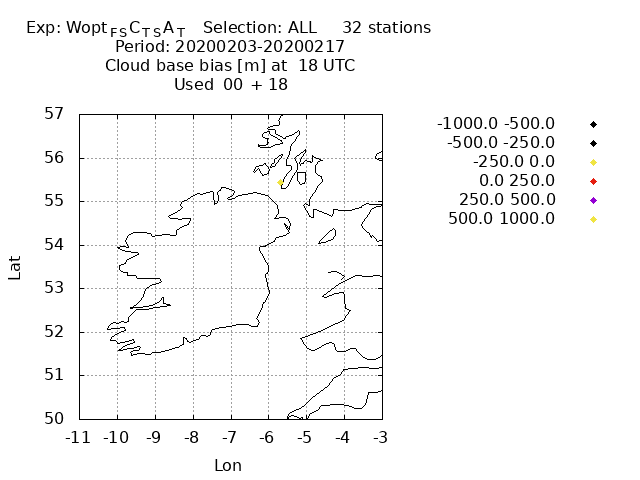 Exp: Wopt_FS C_TS A_T Selection: ALL 32 stations
Period: 20200203-20200217
Cloud base bias [m] at 18 UTC
Used 00 + 18
-1000.0 -500.0
-500.0 -250.0
-250.0 0.0
0.0 250.0
250.0 500.0
500.0 1000.0
57
56
55
54
53
52
51
50
Lat
-11 -10 -9 -8 -7 -6 -5 -4 -3
Lon